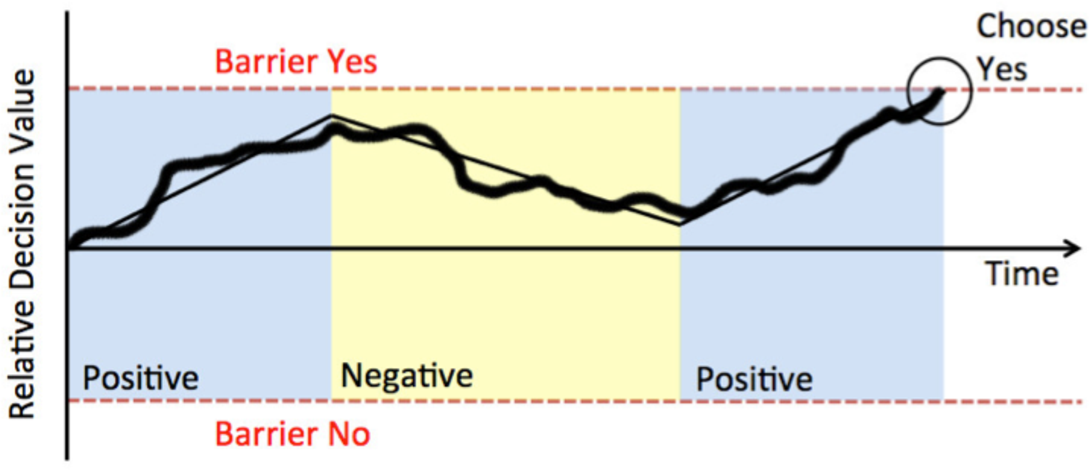 Choose
Yes
Barrier Yes
Relative Decision Value
Time
Positive
Negative
Positive
Barrier No